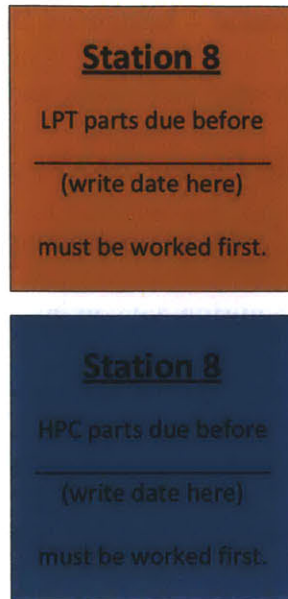 Station 8
LPT parts due before
(write date here)
must be worked first.
Station 8
HPC parts due before
(write date here)
must be worked first.